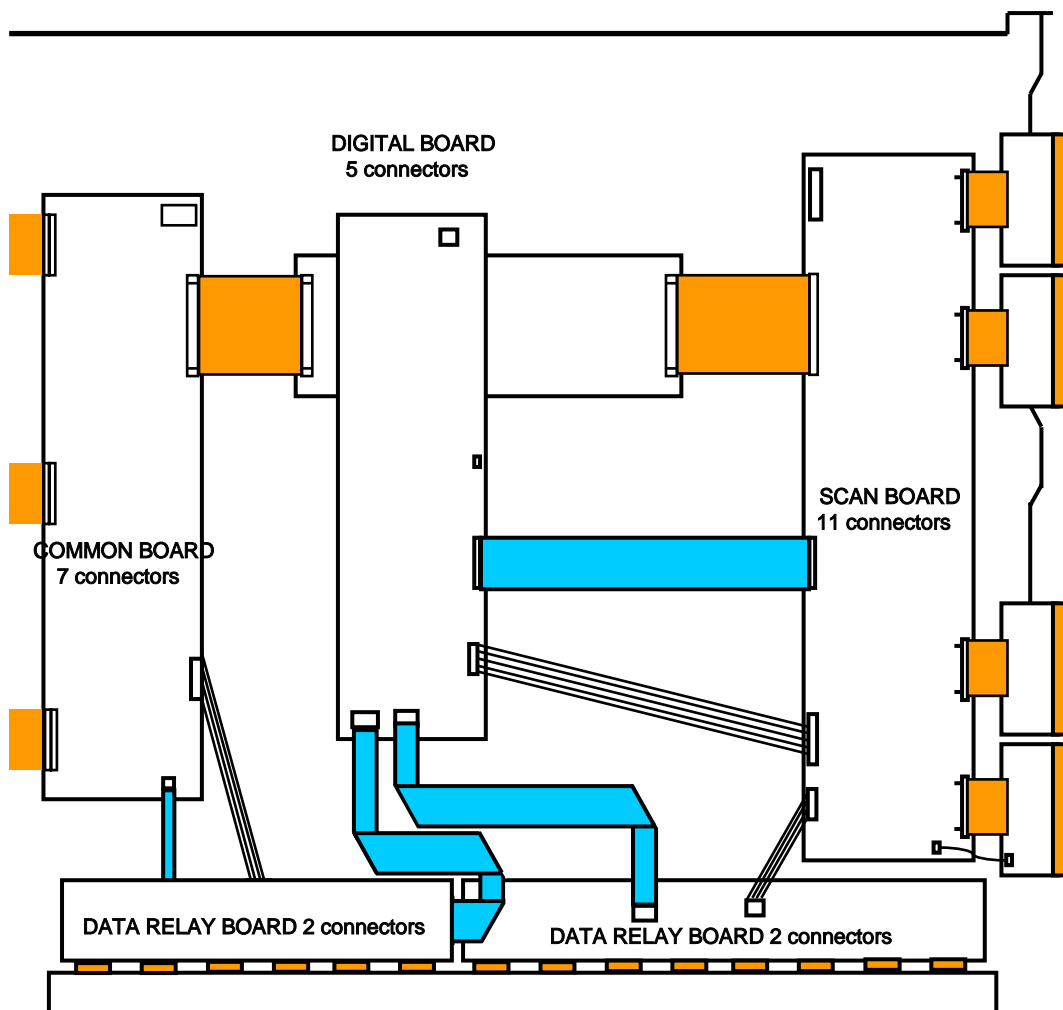 DIGITAL BOARD
5 connectors
SCAN BOARD
11 connectors
COMMON BOARD
7 connectors
DATA RELAY BOARD 2 connectors
DATA RELAY BOARD 2 connectors